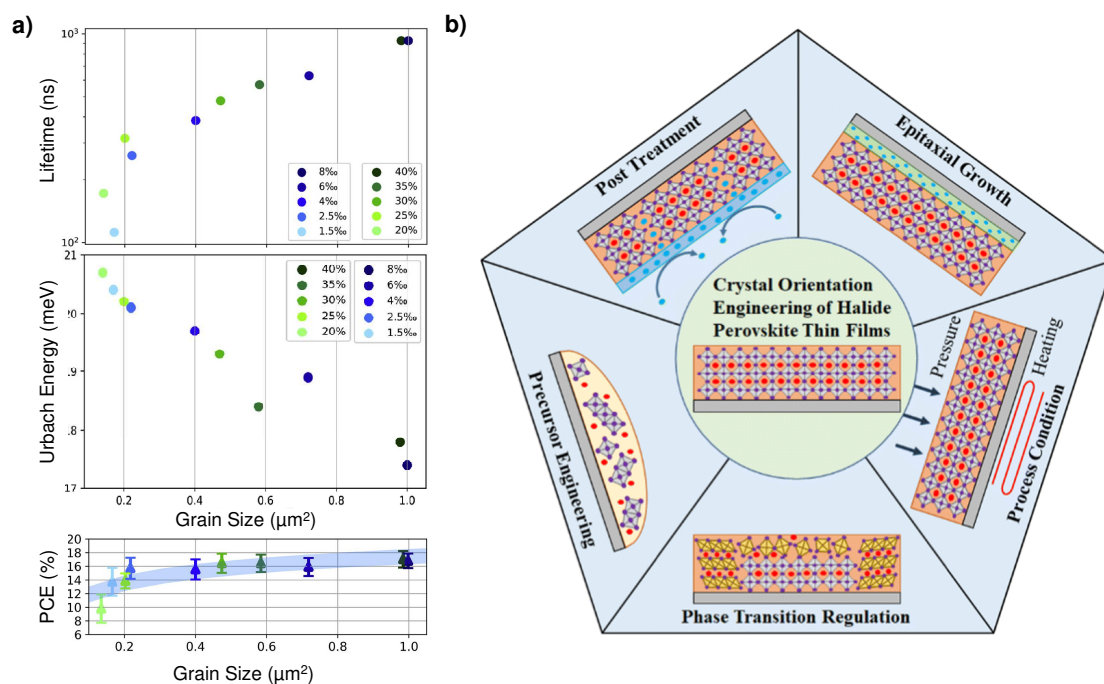 a)
Lifetime (ns)
10³
10²
8‰
6‰
4‰
2.5‰
1.5‰
40%
35%
30%
25%
20%
Urbach Energy (meV)
21
20
.9
.8
17
40%
35%
30%
25%
20%
8‰
6‰
4‰
2.5‰
1.5‰
0.2
0.4
0.6
0.8
1.0
Grain Size (µm²)
PCE (%)
20
18
16
14
12
10
8
6
0.2
0.4
0.6
0.8
1.0
Grain Size (µm²)
b)
Post Treatment
Epitaxial Growth
Crystal Orientation
Engineering of Halide
Perovskite Thin Films
Pressure
Heating
Process Condition
Precursor Engineering
Phase Transition Regulation